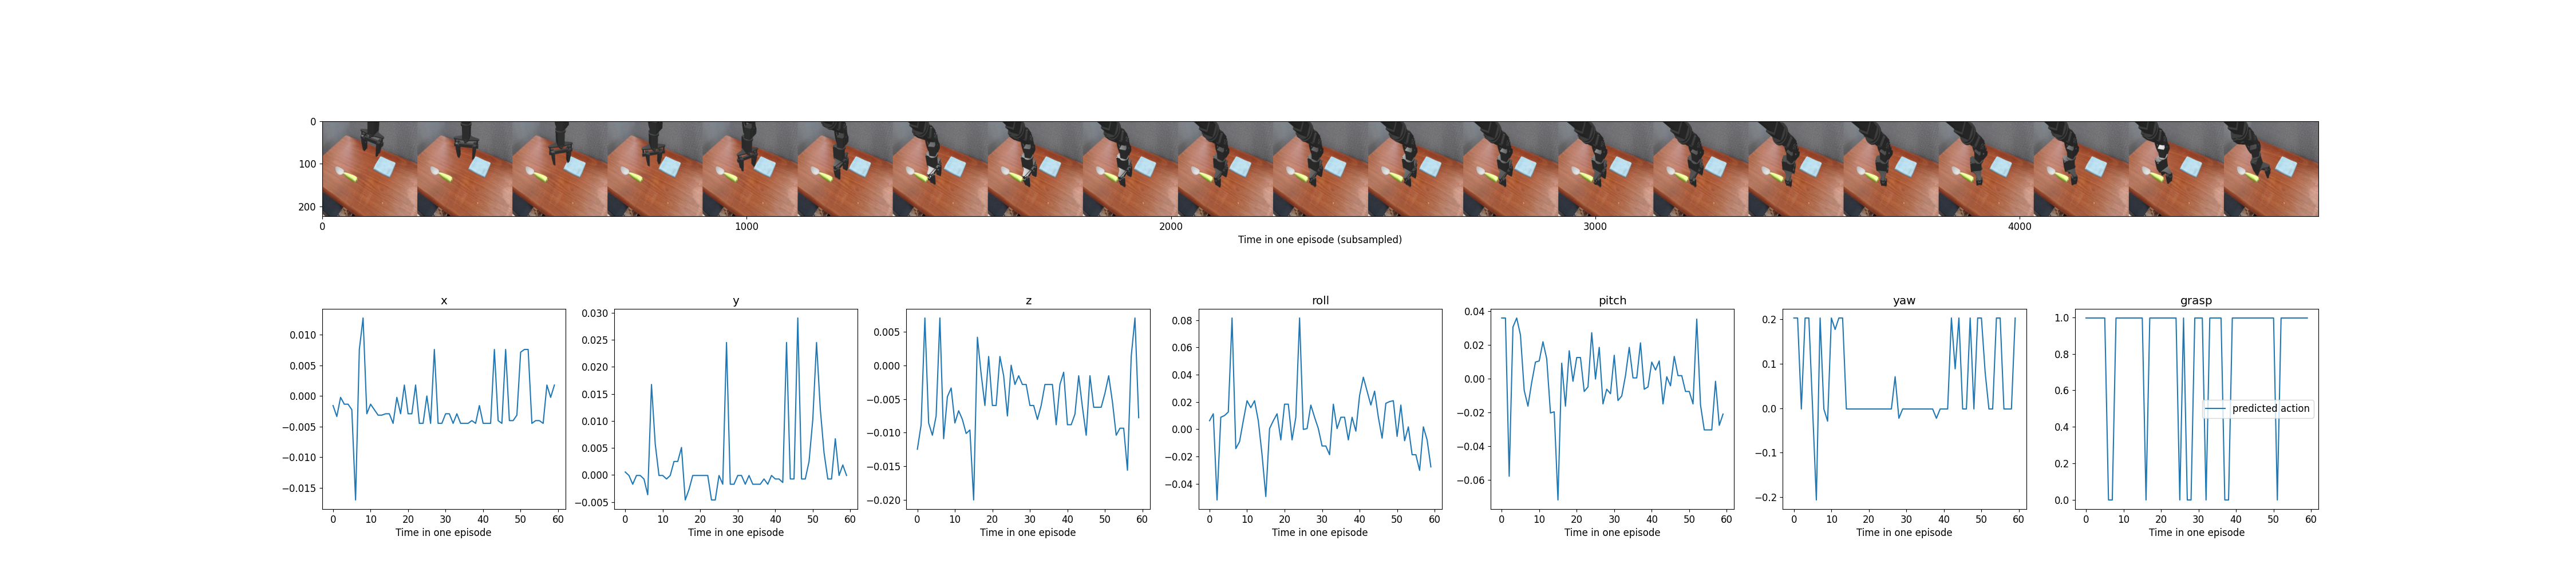 0
100
200
0 1000 2000 3000 4000
Time in one episode (subsampled)
x y z roll pitch yaw grasp
0.010
0.005
0.000
−0.005
−0.010
−0.015
0 10 20 30 40 50 60
Time in one episode
0.030
0.025
0.020
0.015
0.010
0.005
0.000
−0.005
0 10 20 30 40 50 60
Time in one episode
0.005
0.000
−0.005
−0.010
−0.015
−0.020
0 10 20 30 40 50 60
Time in one episode
0.08
0.06
0.04
0.02
0.00
−0.02
−0.04
0 10 20 30 40 50 60
Time in one episode
0.04
0.02
0.00
−0.02
−0.04
−0.06
0 10 20 30 40 50 60
Time in one episode
0.2
0.1
0.0
−0.1
−0.2
0 10 20 30 40 50 60
Time in one episode
1.0
0.8
0.6
0.4
0.2
0.0
predicted action
0 10 20 30 40 50 60
Time in one episode